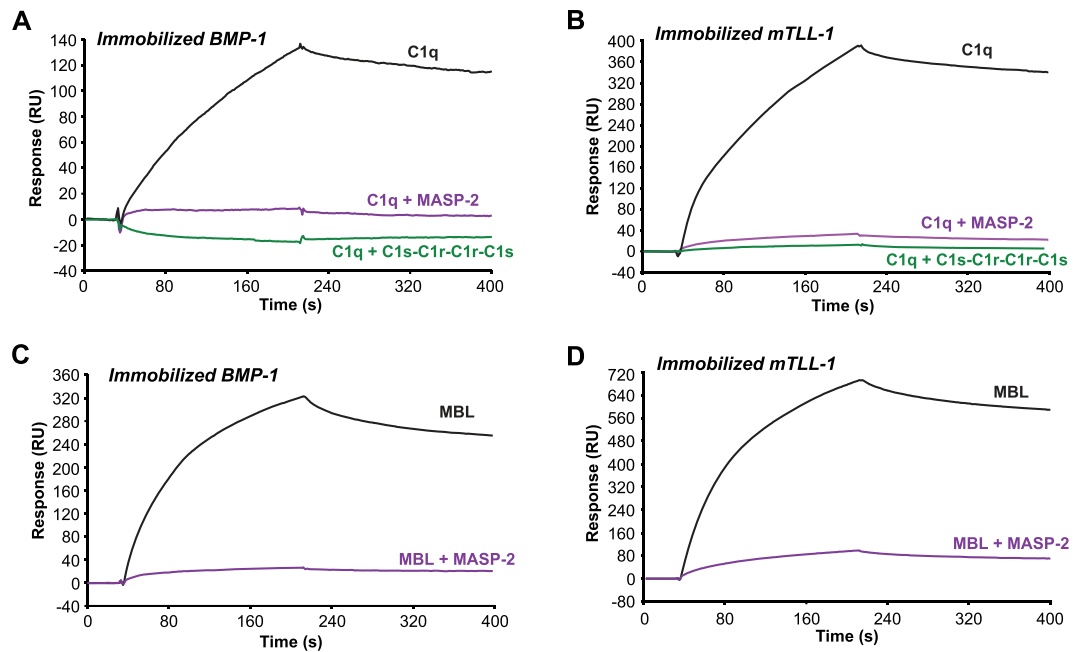 A
Immobilized BMP-1
140
120
100
80
60
40
20
0
-20
-40
Response (RU)
C1q
C1q + MASP-2
C1q + C1s-C1r-C1r-C1s
0 80 160 240 320 400
Time (s)
B
Immobilized mTLL-1
400
360
320
280
240
200
160
120
80
40
0
-40
Response (RU)
C1q
C1q + MASP-2
C1q + C1s-C1r-C1r-C1s
0 80 160 240 320 400
Time (s)
C
Immobilized BMP-1
360
320
280
240
200
160
120
80
40
0
-40
Response (RU)
MBL
MBL + MASP-2
0 80 160 240 320 400
Time (s)
D
Immobilized mTLL-1
720
640
560
480
400
320
240
160
80
0
-80
Response (RU)
MBL
MBL + MASP-2
0 80 160 240 320 400
Time (s)